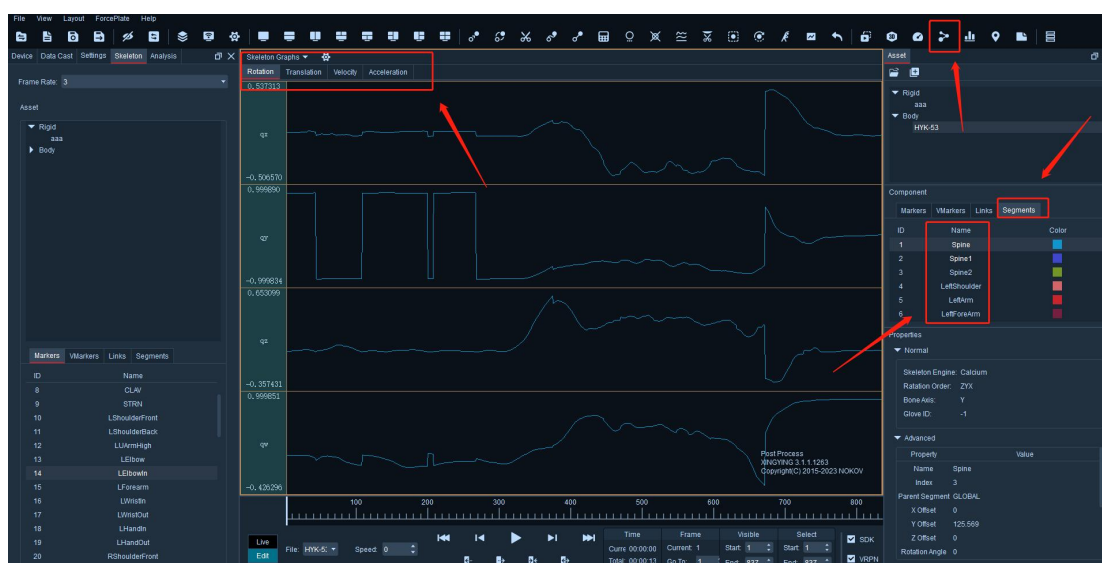 File View Layout ForcePlate Help
Device Data Cast Settings Skeleton Analysis
Frame Rate: 3
Asset
Rigid
aaa
Body
Markers VMarkers Links Segments
ID Name
8 CLAV
9 STRN
10 LShoulderFront
11 LShoulderBack
12 LUArmHigh
13 LElbow
14 LElbowIn
15 LForearm
16 LWristIn
17 LWristOut
18 LHandIn
19 LHandOut
20 RShoulderFront
Skeleton Graphs
Rotation Translation Velocity Acceleration
0.537313
qx
-0.506570
0.999890
qy
-0.999834
0.653099
qz
-0.357431
0.999851
qw
-0.426296
Post Process
XINGYING 3.1.1.1263
Copyright(C) 2015-2023 NOKOV
100 200 300 400 500 600 700 800
Live
Edit
File: HYK-5:
Speed: 0
Time Frame Visible Select
Curre 00:00:00 Current: 1 Start: 1 Start: 1
Total: 00:00:13 Go To: 1 End: 837 End: 837
SDK
VRPN
Asset
Rigid
aaa
Body
HYK-53
Component
Markers VMarkers Links Segments
ID Name Color
1 Spine
2 Spine1
3 Spine2
4 LeftShoulder
5 LeftArm
6 LeftForeArm
Properties
Normal
Skeleton Engine: Calcium
Ratation Order: ZYX
Bone Axis: Y
Glove ID: -1
Advanced
Property Value
Name Spine
Index 3
Parent Segment GLOBAL
X Offset 0
Y Offset 125.569
Z Offset 0
Rotation Angle 0